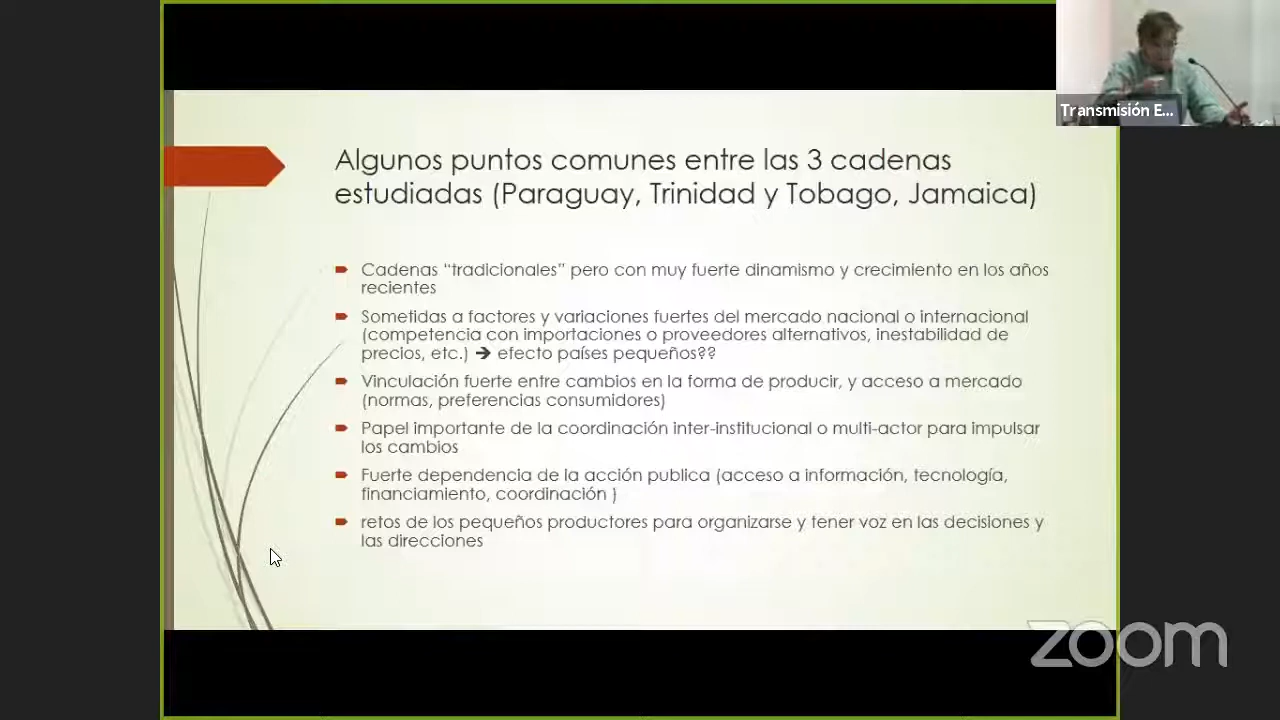 Transmisión E...
Algunos puntos comunes entre las 3 cadenas
estudiadas (Paraguay, Trinidad y Tobago, Jamaica)
Cadenas “tradicionales” pero con muy fuerte dinamismo y crecimiento en los años
recientes
Sometidas a factores y variaciones fuertes del mercado nacional o internacional
(competencia con importaciones o proveedores alternativos, inestabilidad de
precios, etc.) ➔ efecto países pequeños??
Vinculación fuerte entre cambios en la forma de producir, y acceso a mercado
(normas, preferencias consumidores)
Papel importante de la coordinación inter-institucional o multi-actor para impulsar
los cambios
Fuerte dependencia de la acción publica (acceso a información, tecnología,
financiamiento, coordinación )
retos de los pequeños productores para organizarse y tener voz en las decisiones y
las direcciones
zoom